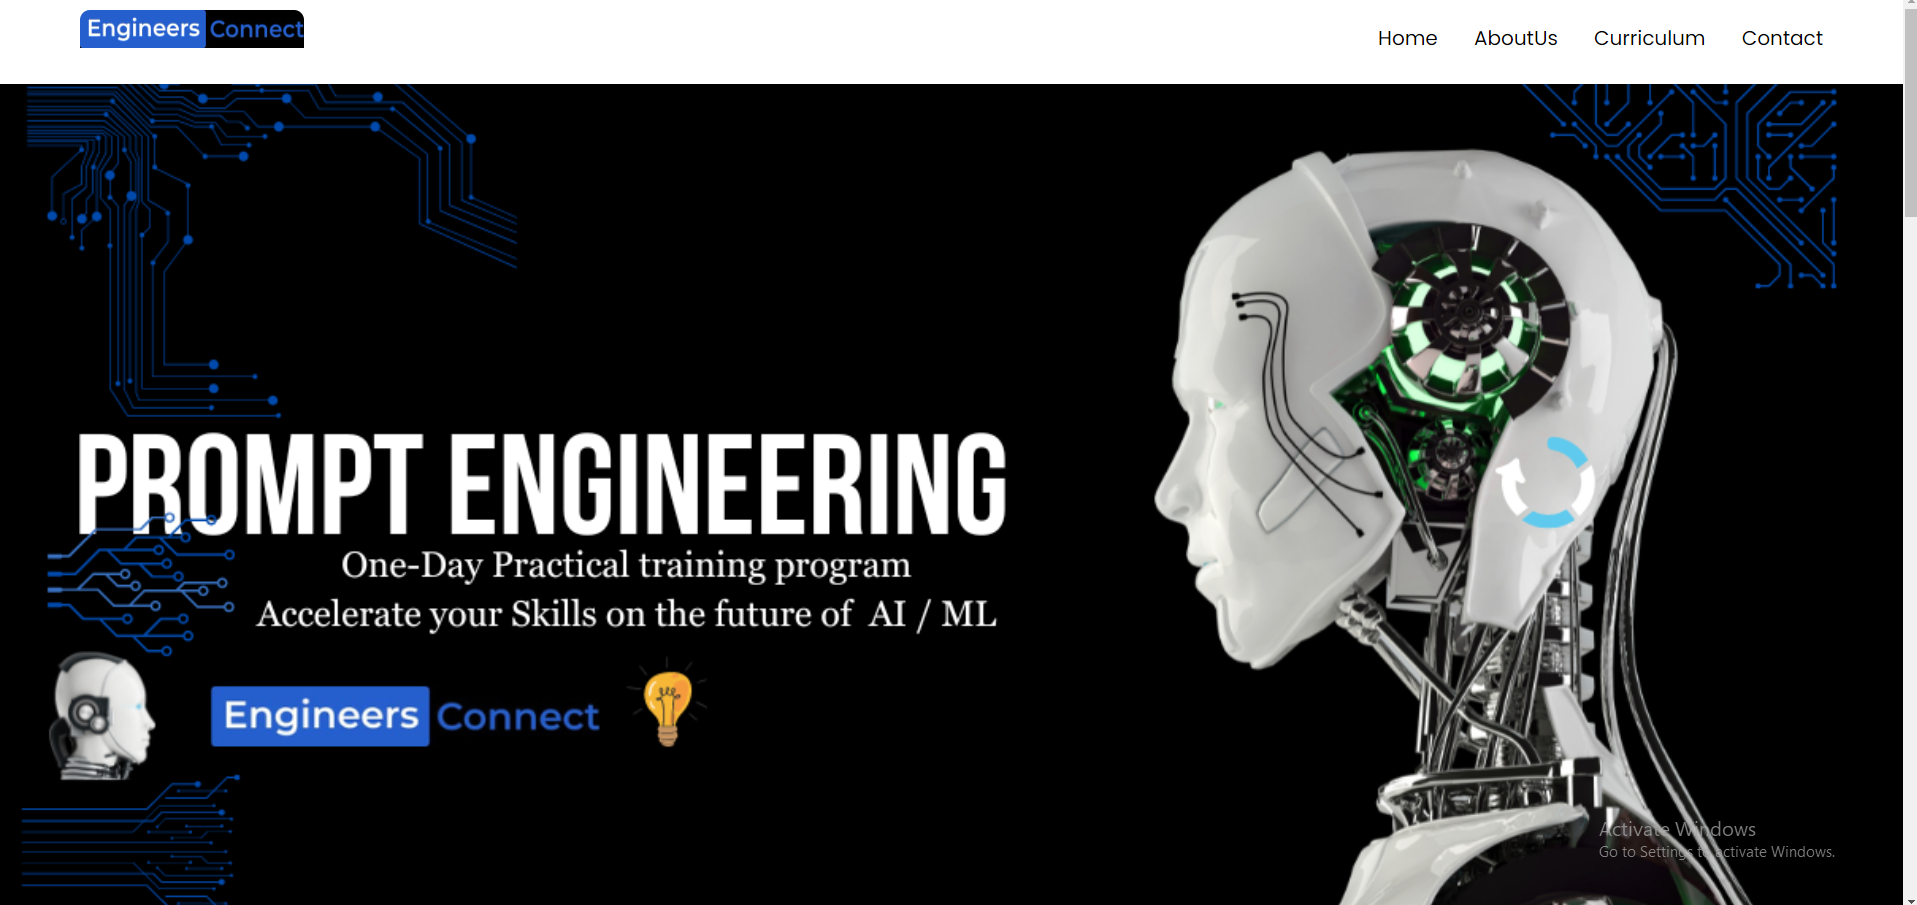 Engineers Connect
Home AboutUs Curriculum Contact
PROMPT ENGINEERING
One-Day Practical training program
Accelerate your Skills on the future of AI / ML
Engineers Connect
Activate Windows
Go to Settings to activate Windows.